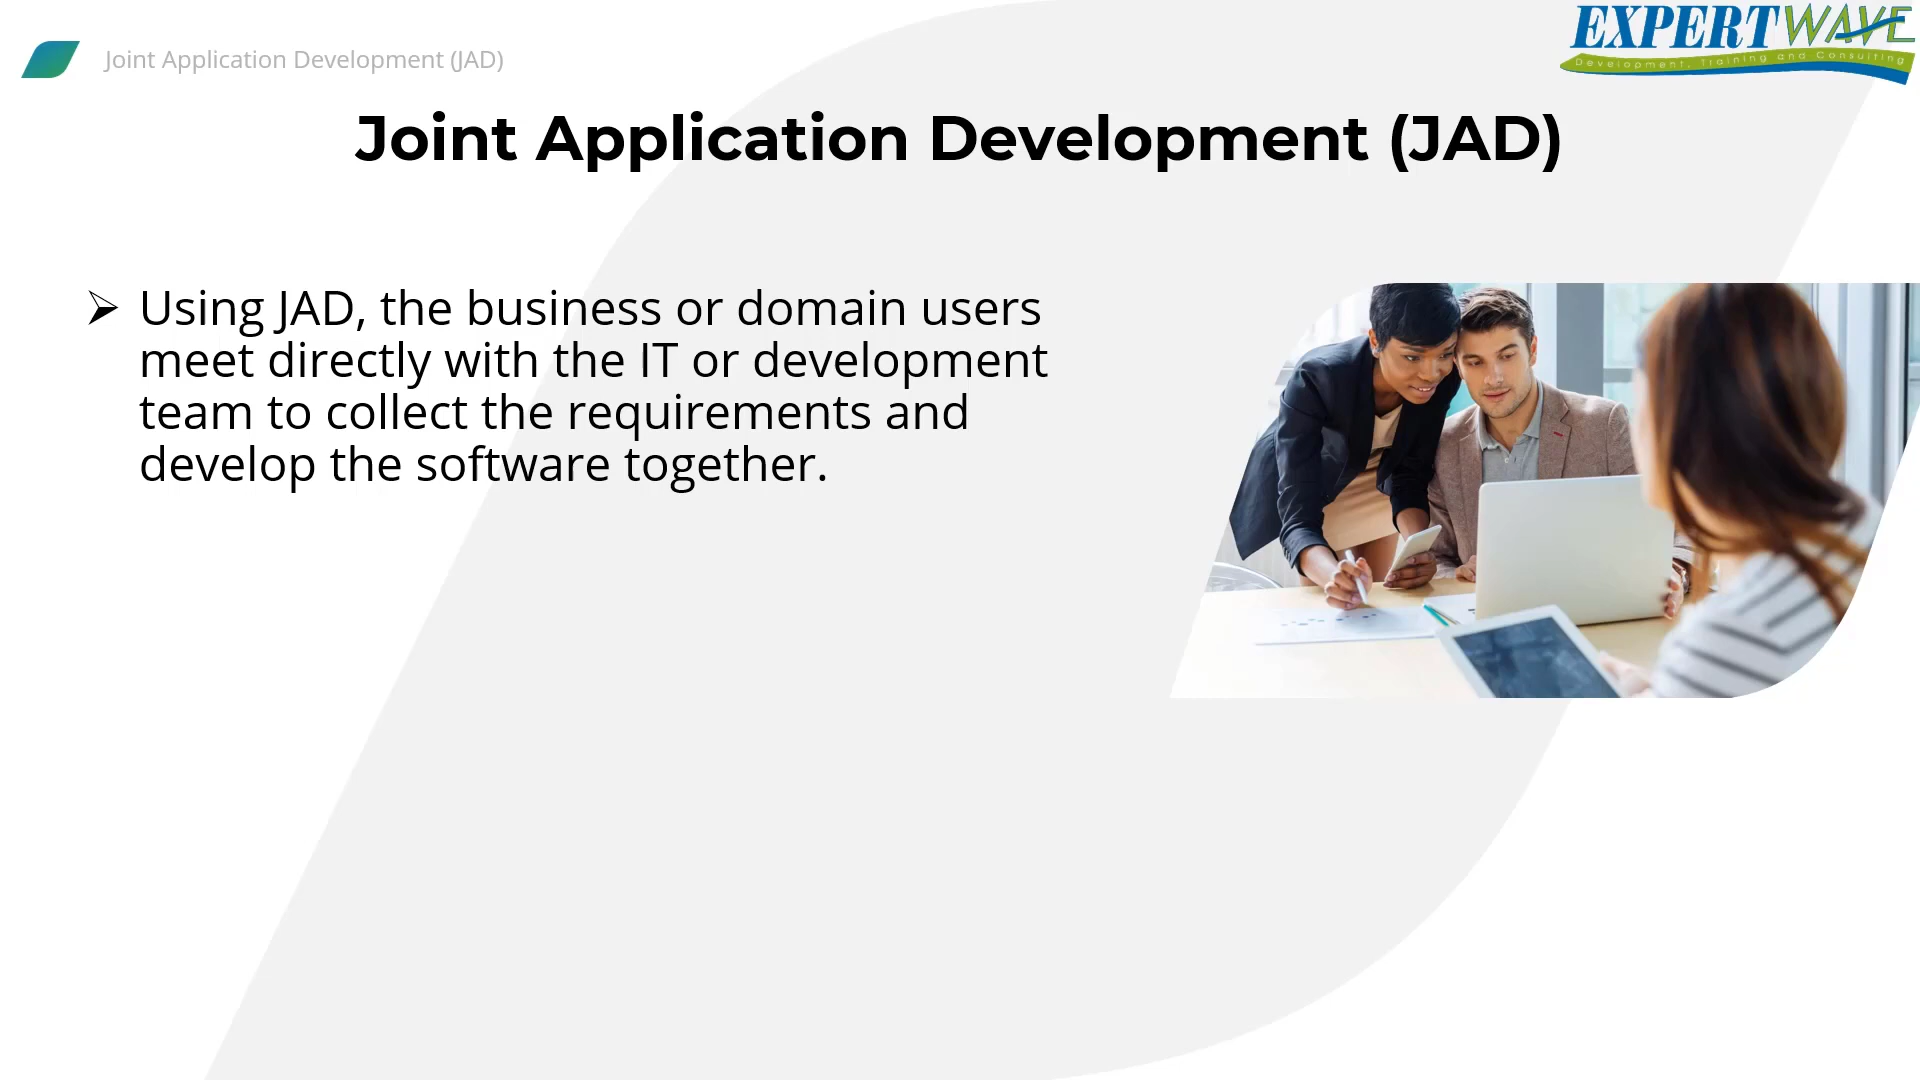 EXPERTWAVE
Development, Training and Consulting
Joint Application Development (JAD)
Joint Application Development (JAD)
➢ Using JAD, the business or domain users
meet directly with the IT or development
team to collect the requirements and
develop the software together.